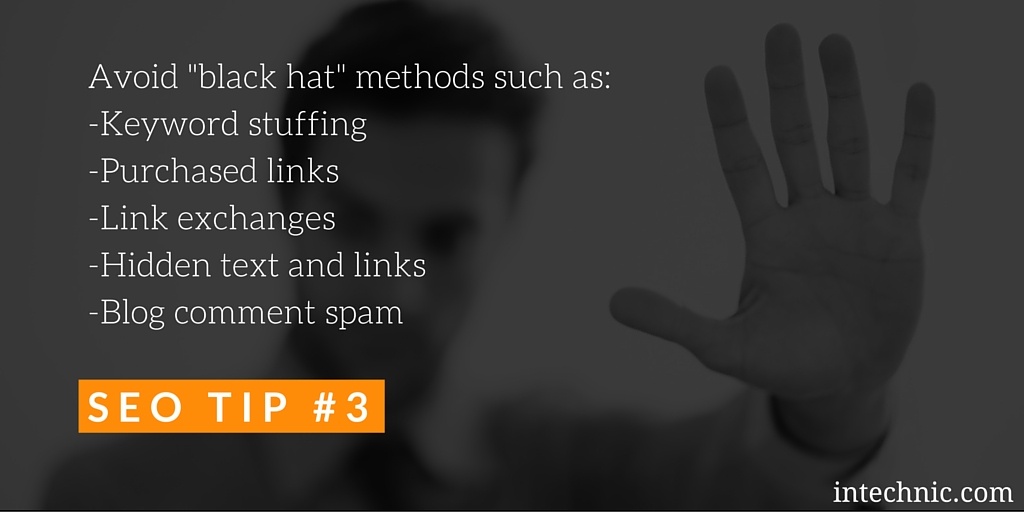 Avoid "black hat" methods such as:
-Keyword stuffing
-Purchased links
-Link exchanges
-Hidden text and links
-Blog comment spam
SEO TIP #3
intechnic.com